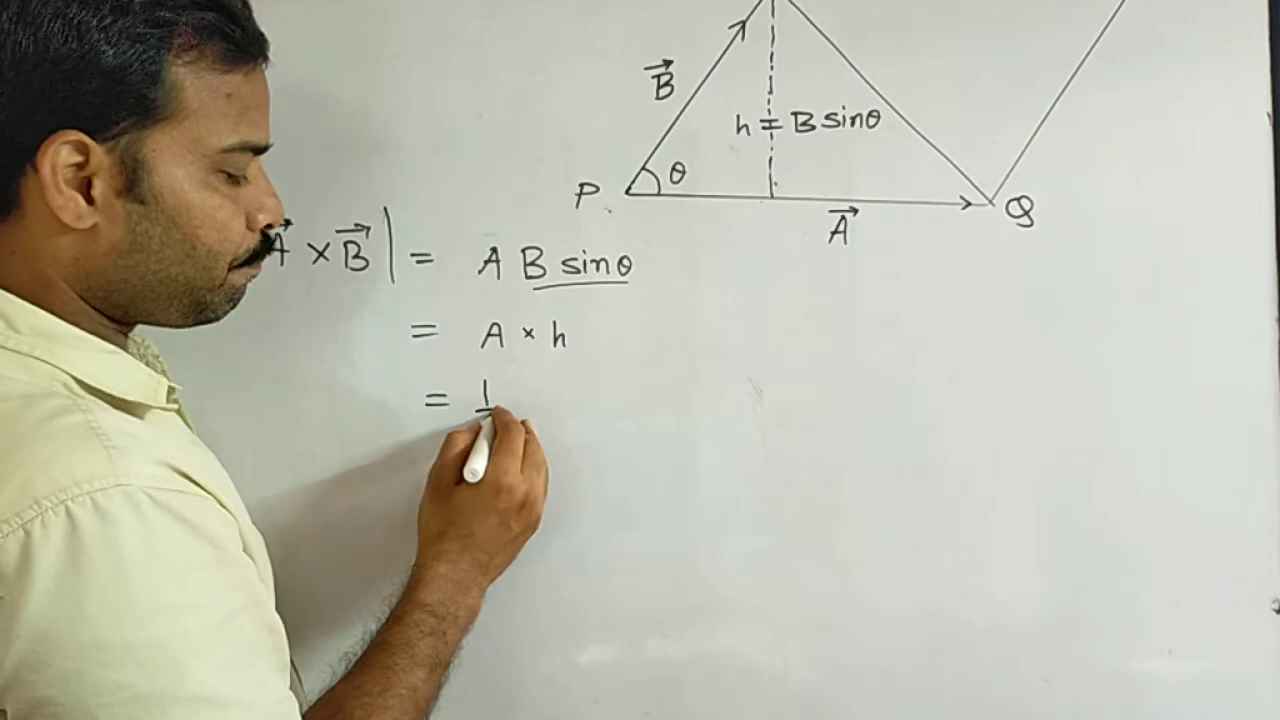 B⃗
h = B sinθ
P θ
A⃗ Q
A⃗ × B⃗ | = A B sinθ
= A × h
= 1